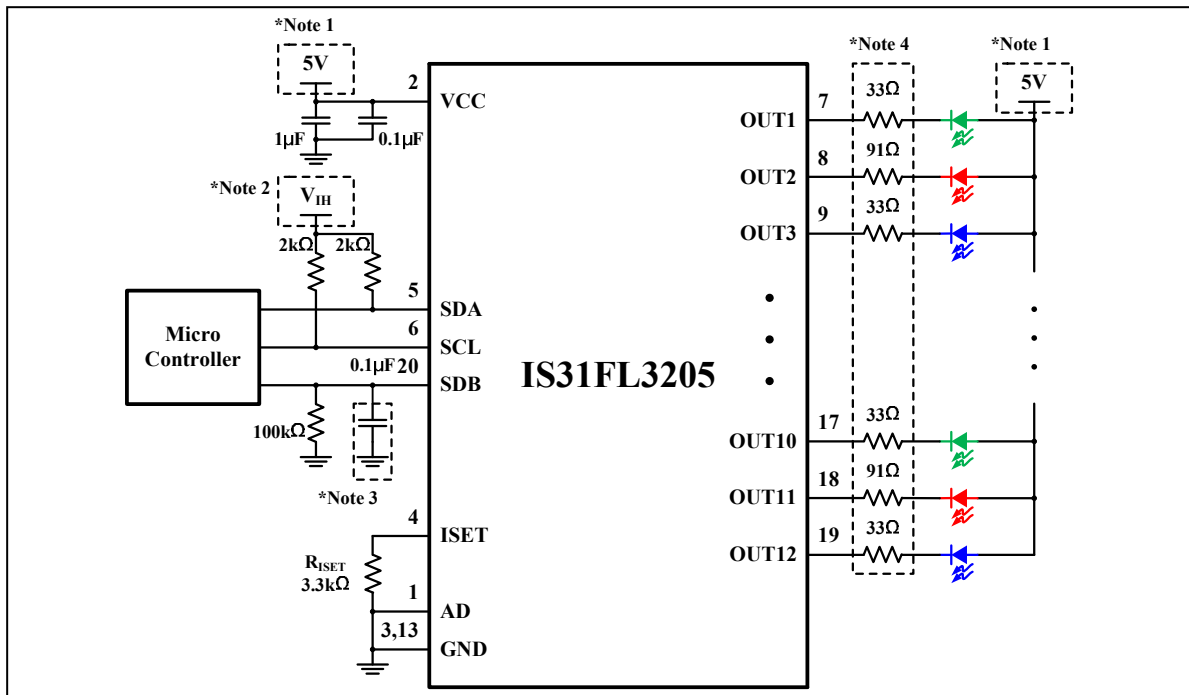 *Note 1
5V
2
VCC
1µF
0.1µF
*Note 2
VIH
2kΩ
2kΩ
Micro
Controller
5
SDA
6
SCL
0.1µF
20
SDB
100kΩ
*Note 3
4
ISET
RISET
3.3kΩ
1
AD
3,13
GND
IS31FL3205
*Note 4
*Note 1
5V
7
OUT1
33Ω
8
OUT2
91Ω
9
OUT3
33Ω
17
OUT10
33Ω
18
OUT11
91Ω
19
OUT12
33Ω